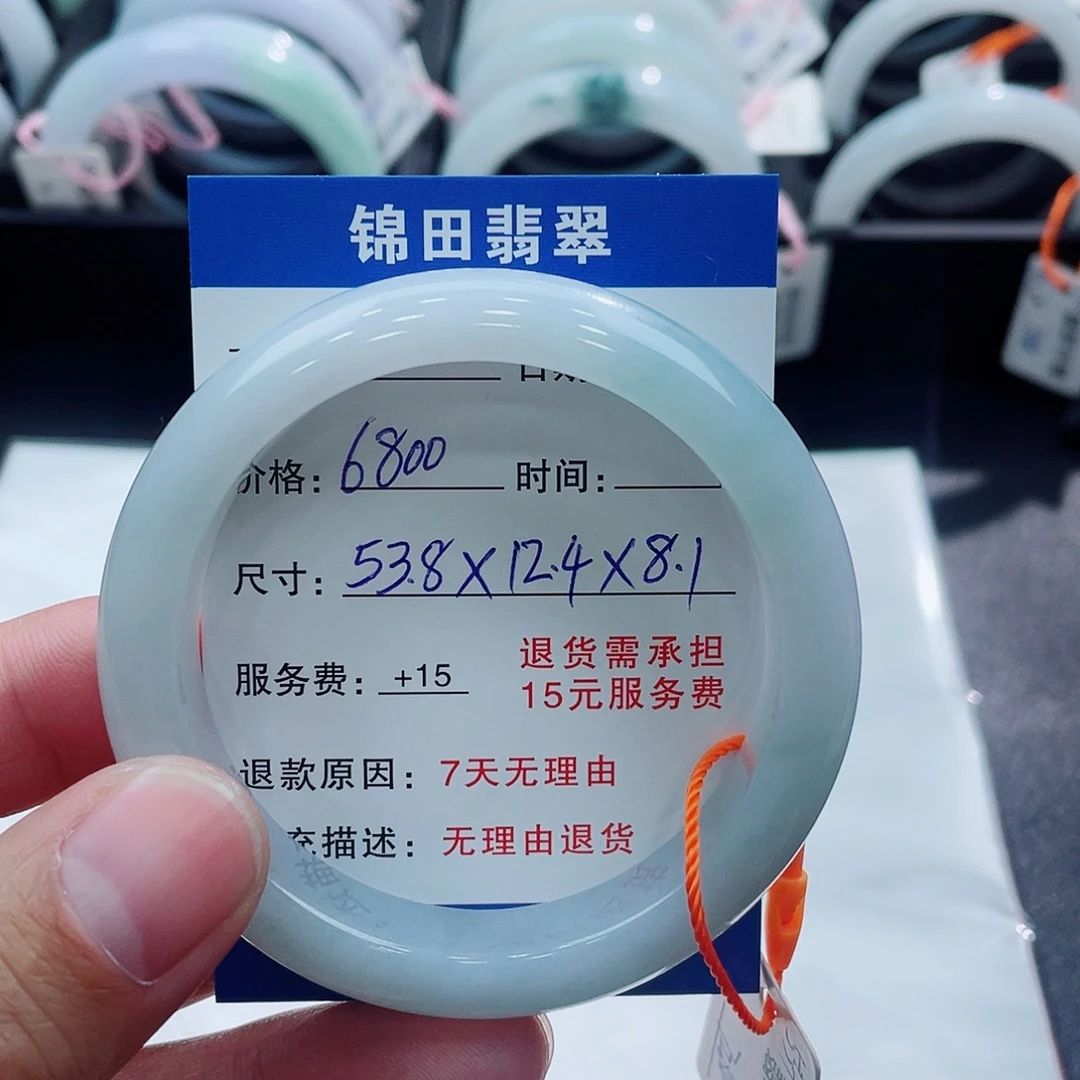 锦田翡翠
价格: 6800 时间:
尺寸: 53.8X12.4X8.1
服务费: +15 退货需承担
15元服务费
退款原因: 7天无理由
充描述: 无理由退货